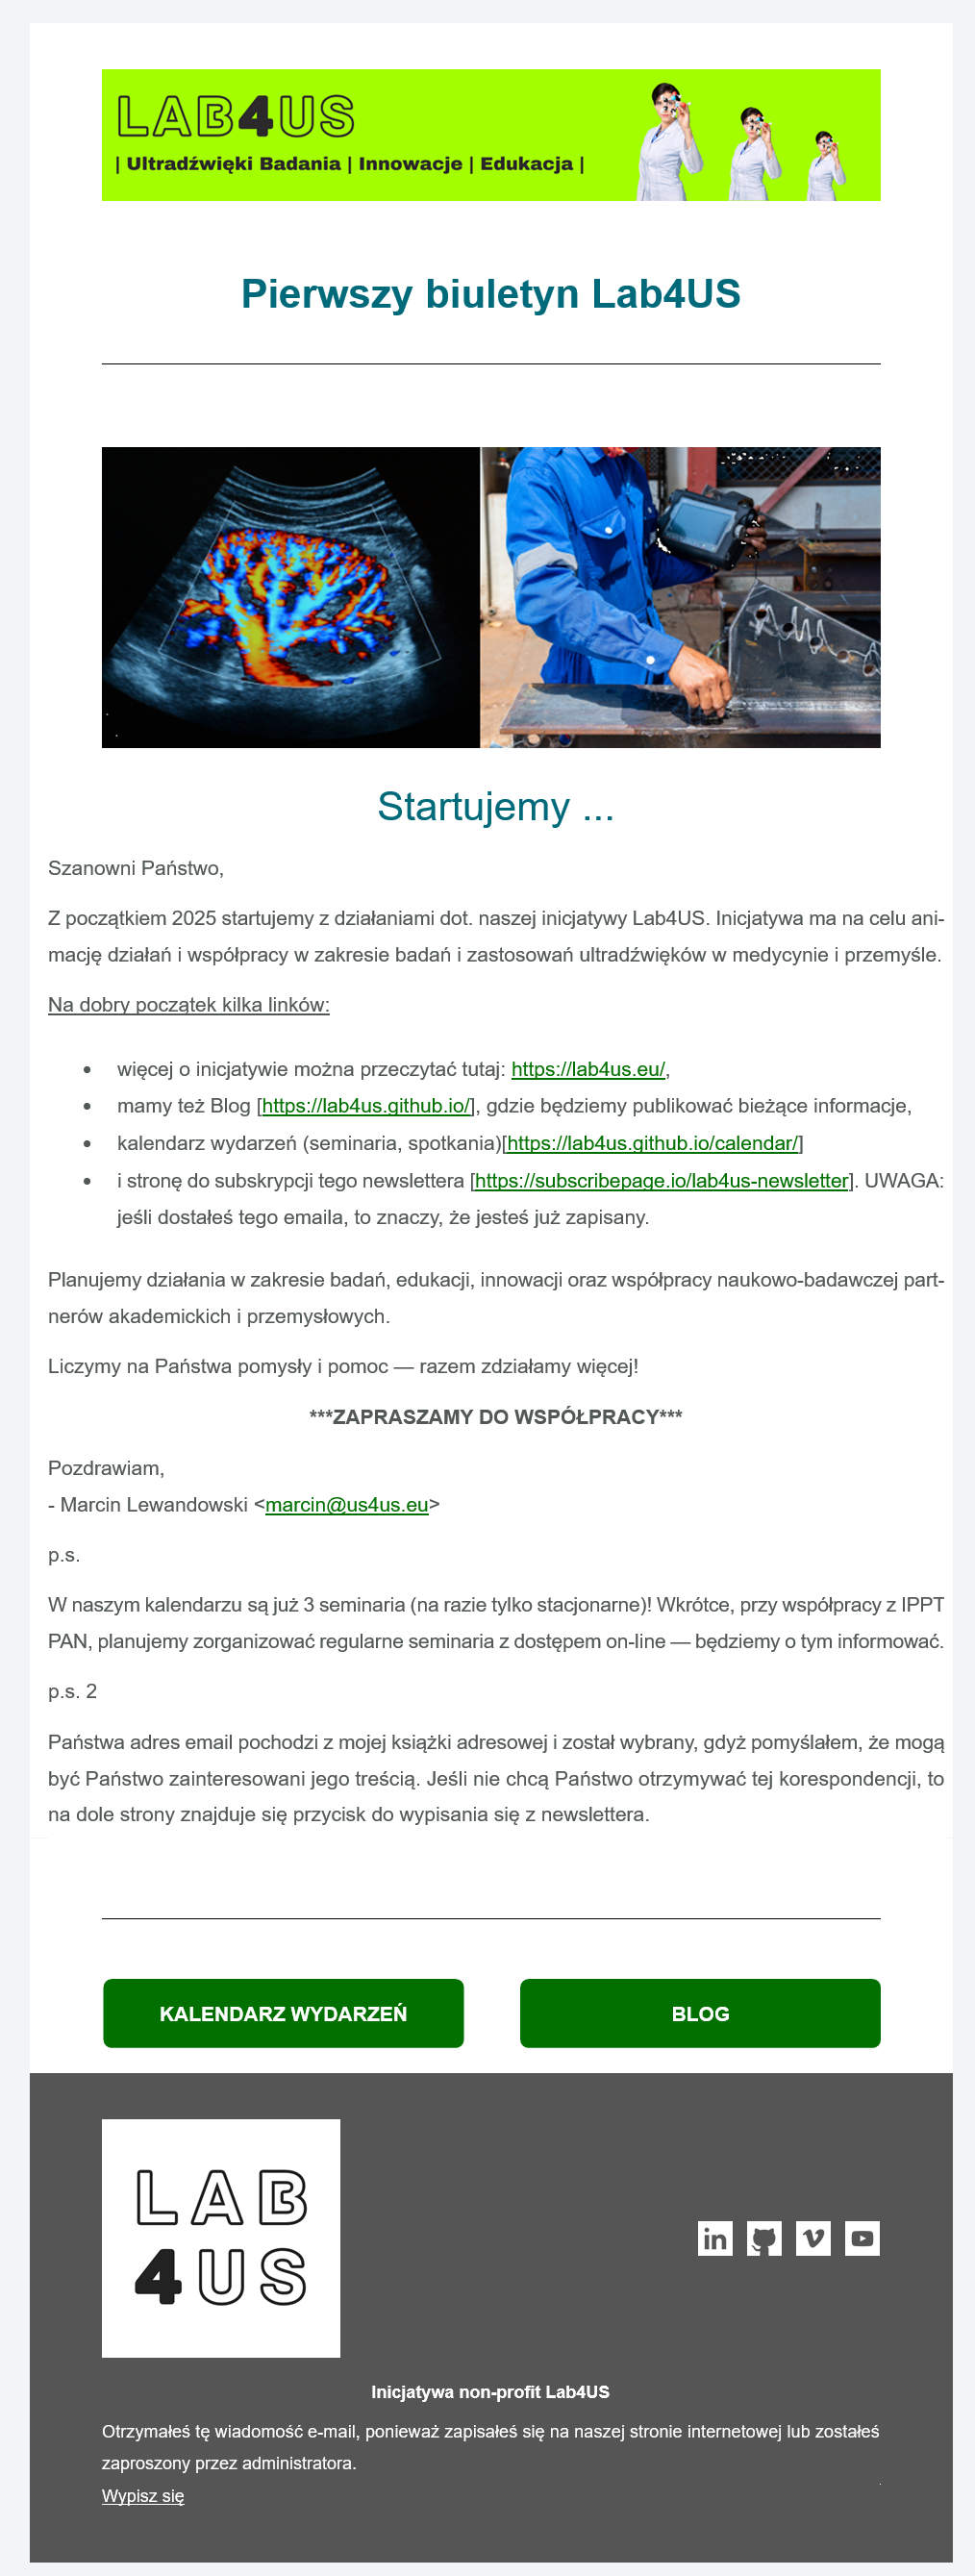 LAB4US
| Ultradźwięki Badania | Innowacje | Edukacja |
Pierwszy biuletyn Lab4US
Startujemy ...
Szanowni Państwo,
Z początkiem 2025 startujemy z działaniami dot. naszej inicjatywy Lab4US. Inicjatywa ma na celu ani-
mację działań i współpracy w zakresie badań i zastosowań ultradźwięków w medycynie i przemyśle.
Na dobry początek kilka linków:
• więcej o inicjatywie można przeczytać tutaj: https://lab4us.eu/,
• mamy też Blog [https://lab4us.github.io/], gdzie będziemy publikować bieżące informacje,
• kalendarz wydarzeń (seminaria, spotkania)[https://lab4us.github.io/calendar/]
• i stronę do subskrypcji tego newslettera [https://subscribepage.io/lab4us-newsletter]. UWAGA:
jeśli dostałeś tego emaila, to znaczy, że jesteś już zapisany.
Planujemy działania w zakresie badań, edukacji, innowacji oraz współpracy naukowo-badawczej part-
nerów akademickich i przemysłowych.
Liczymy na Państwa pomysły i pomoc — razem zdziałamy więcej!
***ZAPRASZAMY DO WSPÓŁPRACY***
Pozdrawiam,
- Marcin Lewandowski <marcin@us4us.eu>
p.s.
W naszym kalendarzu są już 3 seminaria (na razie tylko stacjonarne)! Wkrótce, przy współpracy z IPPT
PAN, planujemy zorganizować regularne seminaria z dostępem on-line — będziemy o tym informować.
p.s. 2
Państwa adres email pochodzi z mojej książki adresowej i został wybrany, gdyż pomyślałem, że mogą
być Państwo zainteresowani jego treścią. Jeśli nie chcą Państwo otrzymywać tej korespondencji, to
na dole strony znajduje się przycisk do wypisania się z newslettera.
KALENDARZ WYDARZEŃ
BLOG
LAB
4US
Inicjatywa non-profit Lab4US
Otrzymałeś tę wiadomość e-mail, ponieważ zapisałeś się na naszej stronie internetowej lub zostałeś
zaproszony przez administratora.
Wypisz się